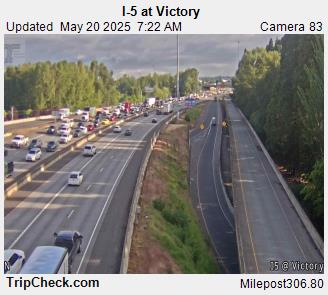 I-5 at Victory
Updated May 20 2025 7:22 AM Camera 83
N I5 @ Victory
TripCheck.com Milepost306.80